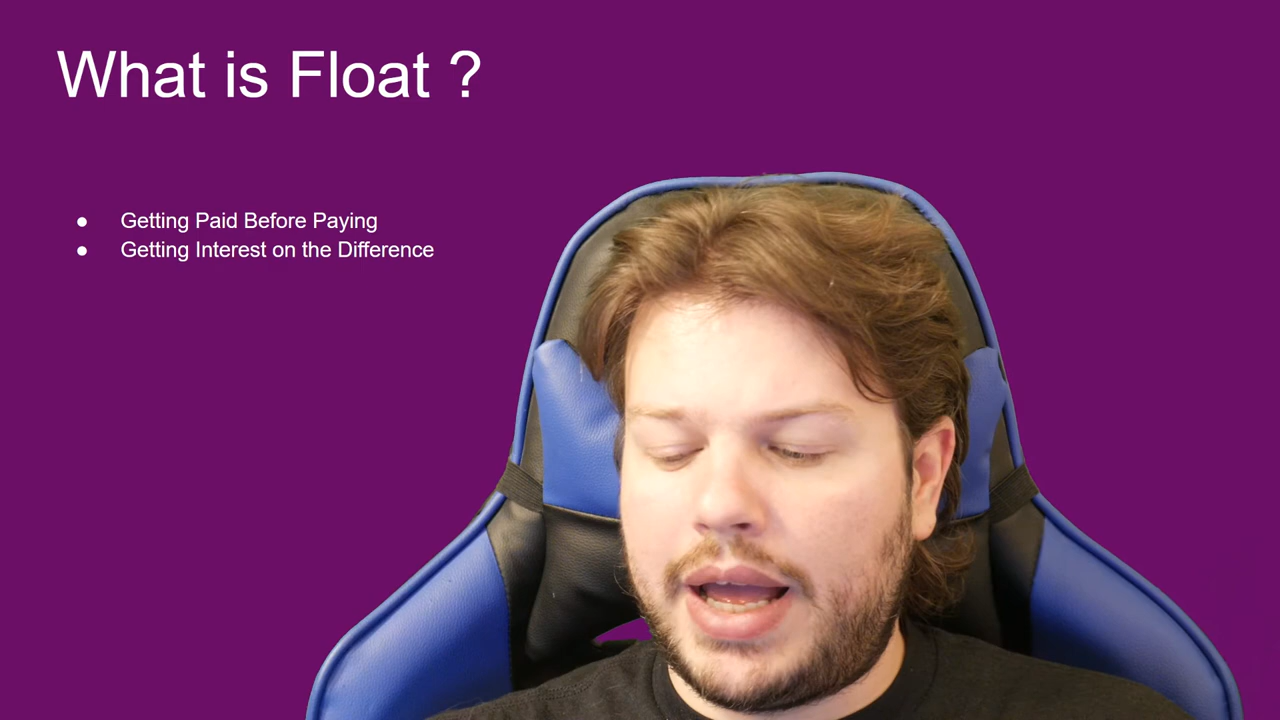 What is Float ?
● Getting Paid Before Paying
● Getting Interest on the Difference